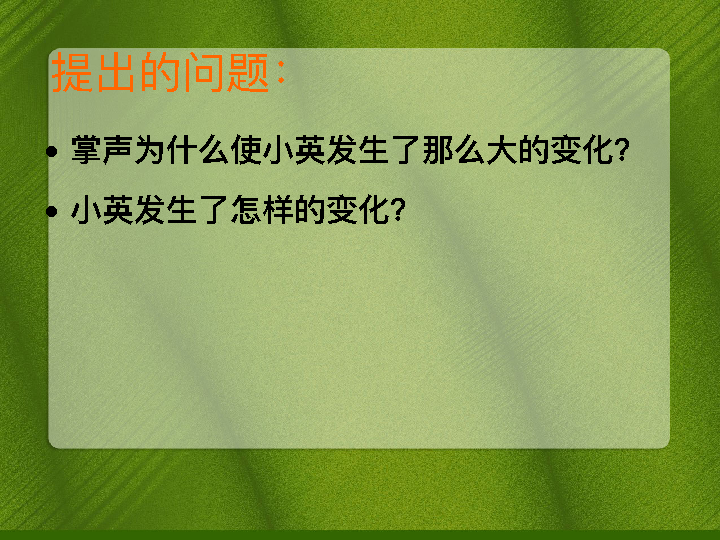 提出的问题：
• 掌声为什么使小英发生了那么大的变化?
• 小英发生了怎样的变化?